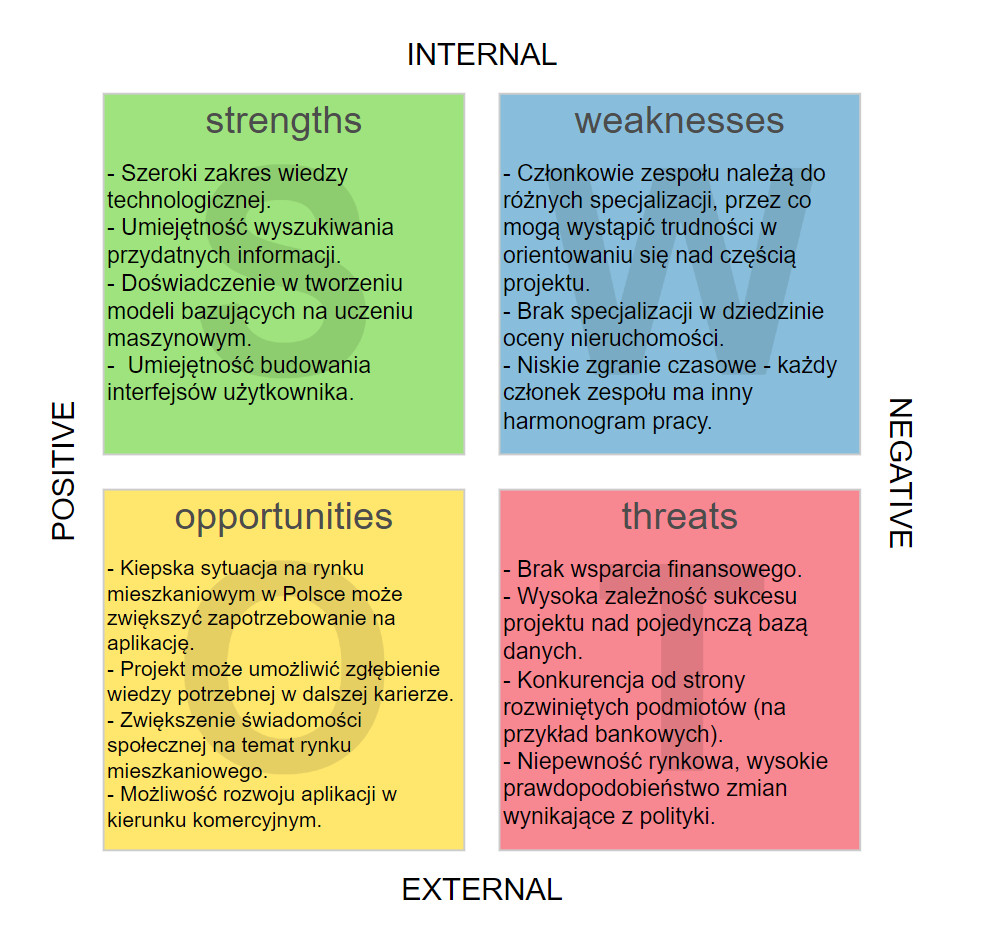 INTERNAL
strengths
- Szeroki zakres wiedzy
technologicznej.
- Umiejętność wyszukiwania
przydatnych informacji.
- Doświadczenie w tworzeniu
modeli bazujących na uczeniu
maszynowym.
-  Umiejętność budowania
interfejsów użytkownika.
weaknesses
- Członkowie zespołu należą do
różnych specjalizacji, przez co
mogą wystąpić trudności w
orientowaniu się nad częścią
projektu.
- Brak specjalizacji w dziedzinie
oceny nieruchomości.
- Niskie zgranie czasowe - każdy
członek zespołu ma inny
harmonogram pracy.
POSITIVE
NEGATIVE
opportunities
- Kiepska sytuacja na rynku
mieszkaniowym w Polsce może
zwiększyć zapotrzebowanie na
aplikację.
- Projekt może umożliwić zgłębienie
wiedzy potrzebnej w dalszej karierze.
- Zwiększenie świadomości
społecznej na temat rynku
mieszkaniowego.
- Możliwość rozwoju aplikacji w
kierunku komercyjnym.
threats
- Brak wsparcia finansowego.
- Wysoka zależność sukcesu
projektu nad pojedynczą bazą
danych.
- Konkurencja od strony
rozwiniętych podmiotów (na
przykład bankowych).
- Niepewność rynkowa, wysokie
prawdopodobieństwo zmian
wynikające z polityki.
EXTERNAL
S
W
O
T